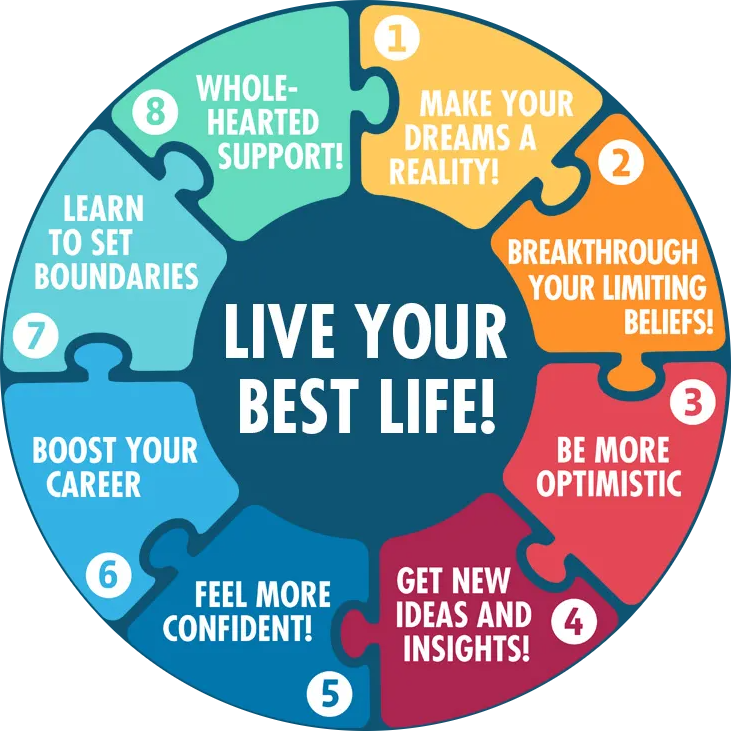 LIVE YOUR
BEST LIFE!
1
MAKE YOUR
DREAMS A
REALITY!
2
BREAKTHROUGH
YOUR LIMITING
BELIEFS!
3
BE MORE
OPTIMISTIC
GET NEW
IDEAS AND
INSIGHTS!
4
FEEL MORE
CONFIDENT!
5
BOOST YOUR
CAREER
6
LEARN
TO SET
BOUNDARIES
7
8
WHOLE-
HEARTED
SUPPORT!